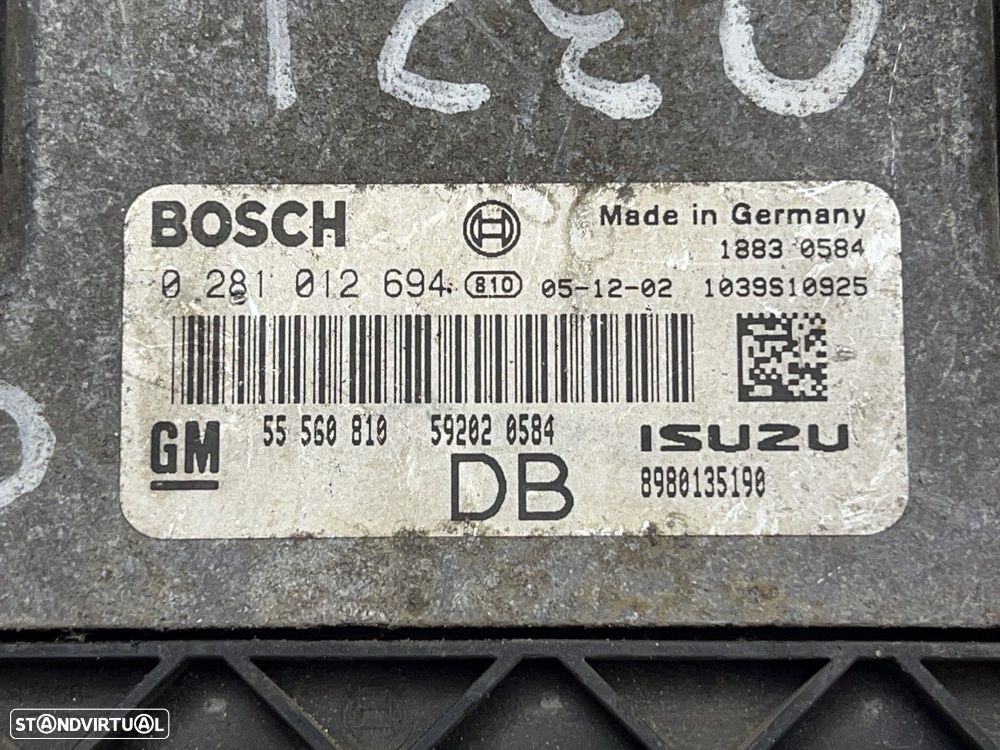 BOSCH Made in Germany
1883 0584
0 281 012 694 810 05-12-02 1039S10925
55 560 810 59202 0584 ISUZU
GM DB 8980135190
STANDVIRTUAL